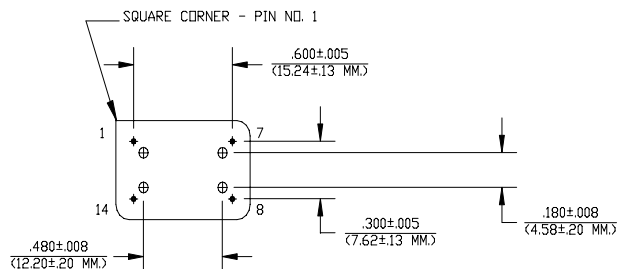 SQUARE CORNER - PIN NO. 1
.600±.005
(15.24±.13 MM.)
1
7
14
8
.180±.008
(4.58±.20 MM.)
.300±.005
(7.62±.13 MM.)
.480±.008
(12.20±.20 MM.)